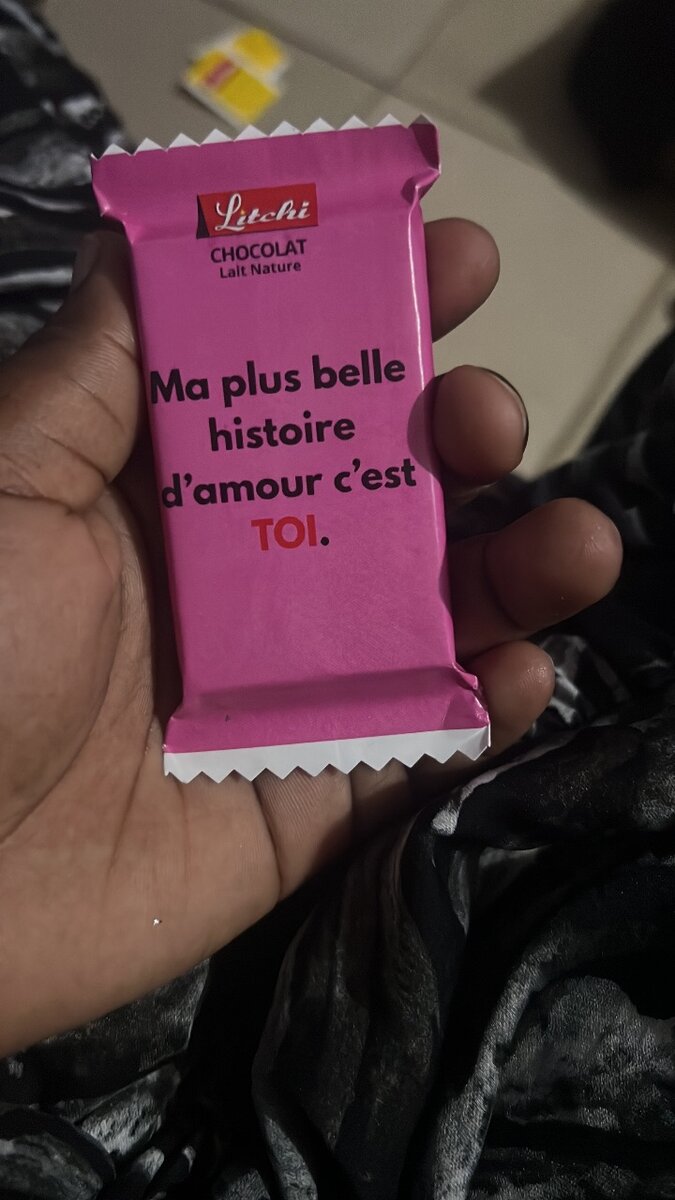 Litchi
CHOCOLAT
Lait Nature
Ma plus belle
histoire
d’amour c’est
TOI.